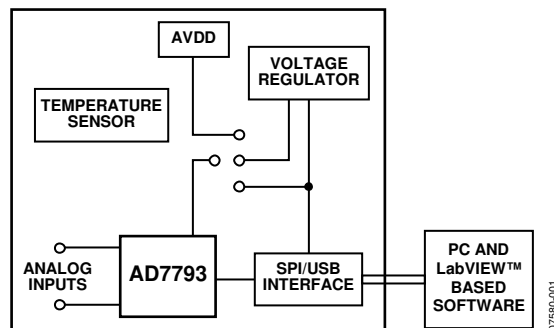 AVDD
VOLTAGE
REGULATOR
TEMPERATURE
SENSOR
ANALOG
INPUTS
AD7793
SPI/USB
INTERFACE
PC AND
LabVIEW™
BASED
SOFTWARE
07580-001